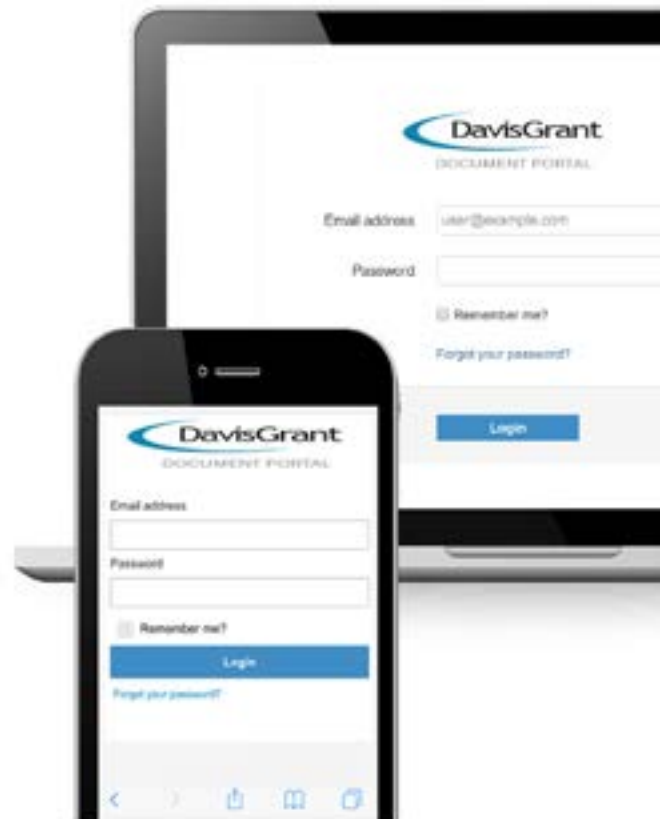 DavisGrant
DOCUMENT PORTAL
Email address
user@example.com
Password
Remember me?
Forgot your password?
Login
DavisGrant
DOCUMENT PORTAL
Email address
Password
Remember me?
Login
Forgot your password?